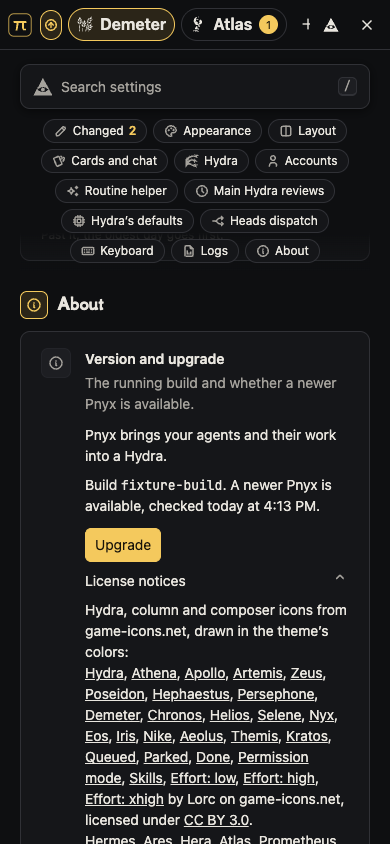 π Demeter Atlas 1
Search settings /
Changed 2 Appearance Layout
Cards and chat Hydra Accounts
Routine helper Main Hydra reviews
Hydra's defaults Heads dispatch
Keyboard Logs About
About
Version and upgrade
The running build and whether a newer
Pnyx is available.
Pnyx brings your agents and their work
into a Hydra.
Build fixture-build. A newer Pnyx is
available, checked today at 4:13 PM.
Upgrade
License notices
Hydra, column and composer icons from
game-icons.net, drawn in the theme's
colors:
Hydra, Athena, Apollo, Artemis, Zeus,
Poseidon, Hephaestus, Persephone,
Demeter, Chronos, Helios, Selene, Nyx,
Eos, Iris, Nike, Aeolus, Themis, Kratos,
Queued, Parked, Done, Permission
mode, Skills, Effort: low, Effort: high,
Effort: xhigh by Lorc on game-icons.net,
licensed under CC BY 3.0.
Hermes, Ares, Hera, Atlas, Prometheus,